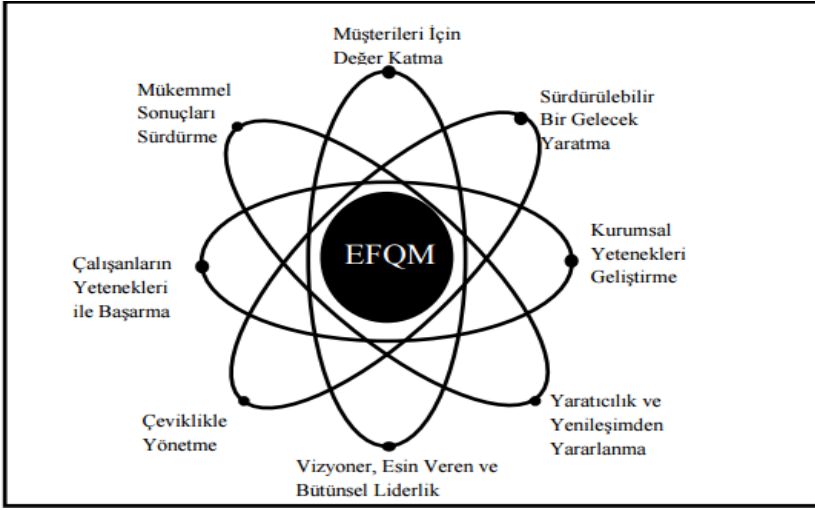 Müşterileri İçin
Değer Katma
Mükemmel
Sonuçları
Sürdürme
Sürdürülebilir
Bir Gelecek
Yaratma
EFQM
Çalışanların
Yetenekleri
ile Başarma
Kurumsal
Yetenekleri
Geliştirme
Çeviklikle
Yönetme
Yaratıcılık ve
Yenileşimden
Yararlanma
Vizyoner, Esin Veren ve
Bütünsel Liderlik